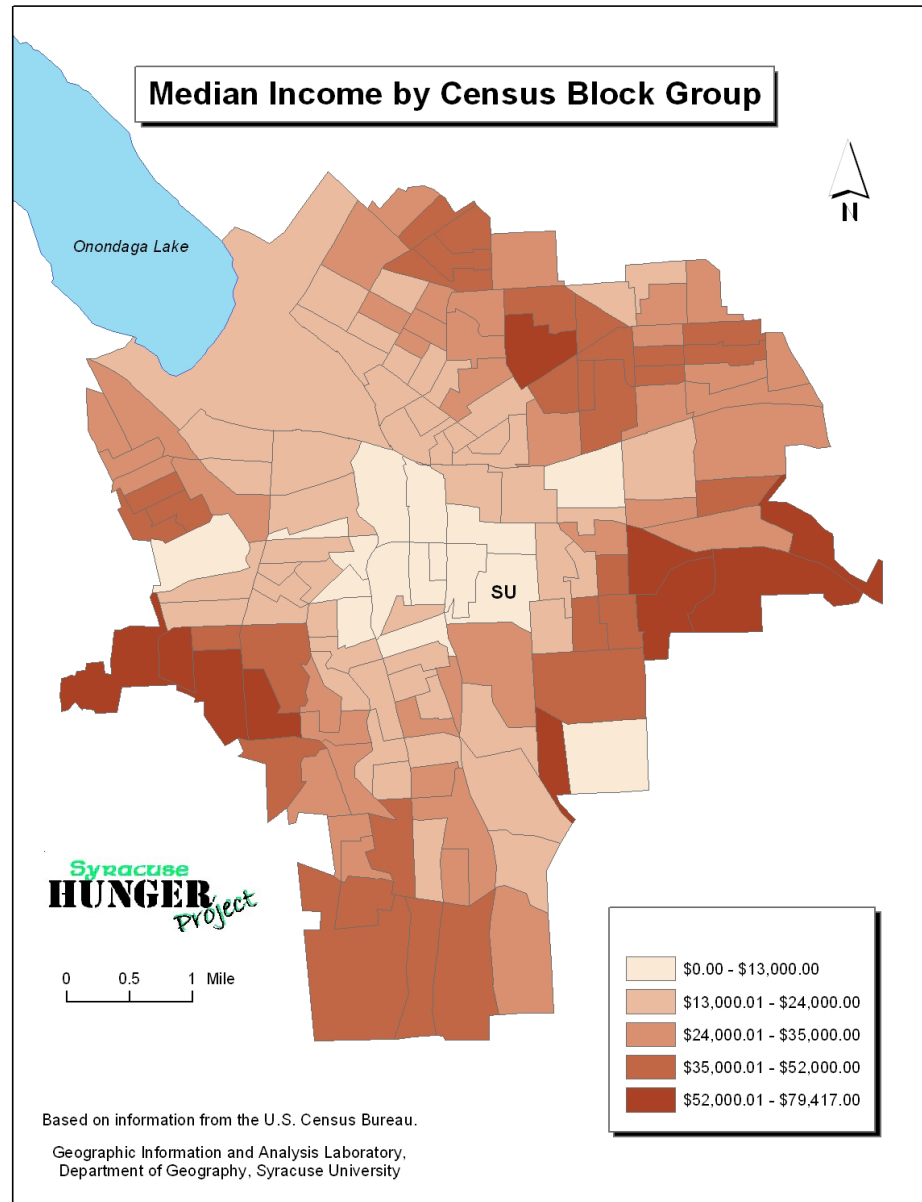 Median Income by Census Block Group
Onondaga Lake
N
SU
Syracuse
HUNGER
Project
0 0.5 1 Mile
$0.00 - $13,000.00
$13,000.01 - $24,000.00
$24,000.01 - $35,000.00
$35,000.01 - $52,000.00
$52,000.01 - $79,417.00
Based on information from the U.S. Census Bureau.
Geographic Information and Analysis Laboratory,
Department of Geography, Syracuse University